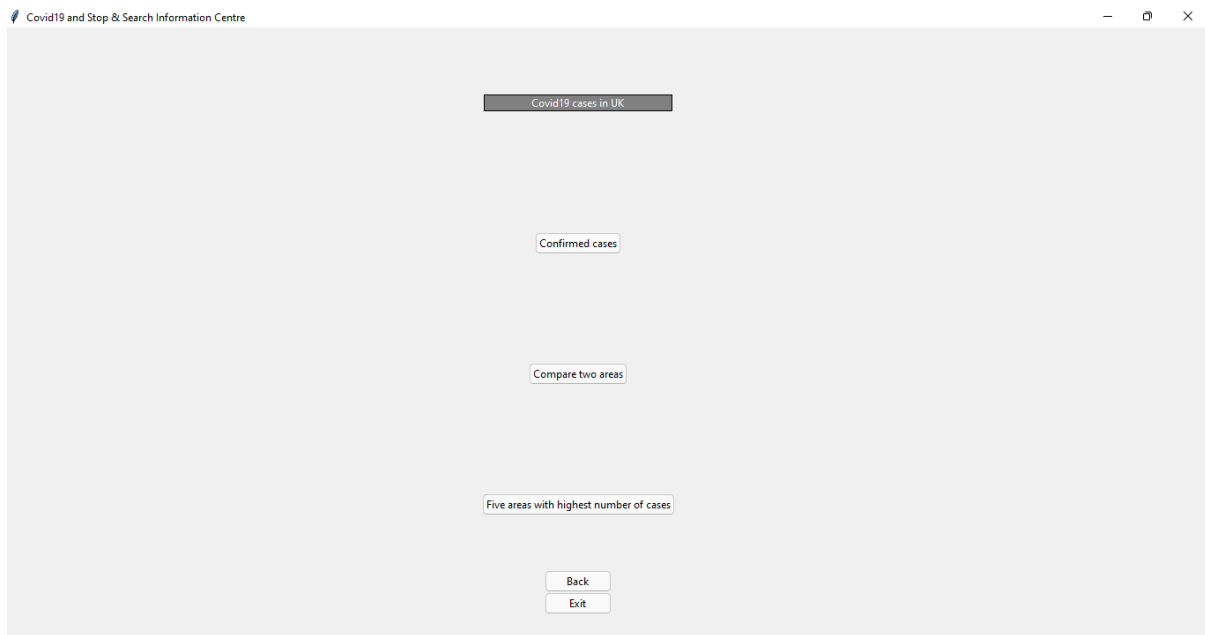 Covid19 and Stop & Search Information Centre
Covid19 cases in UK
Confirmed cases
Compare two areas
Five areas with highest number of cases
Back
Exit